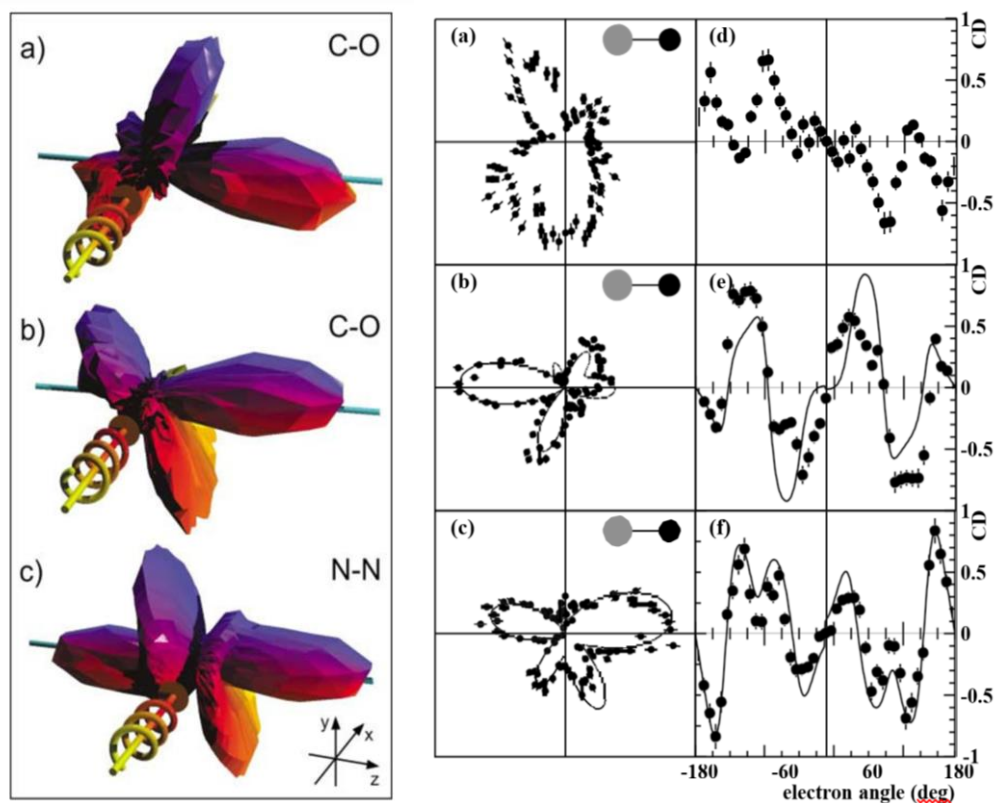 a)
C-O
b)
C-O
c)
N-N
y
x
z
(a)
(d)
1
CD
0.5
0
-0.5
(b)
(e)
1
CD
0.5
0
-0.5
(c)
(f)
1
CD
0.5
0
-0.5
-1
-180
-60
60
180
electron angle (deg)